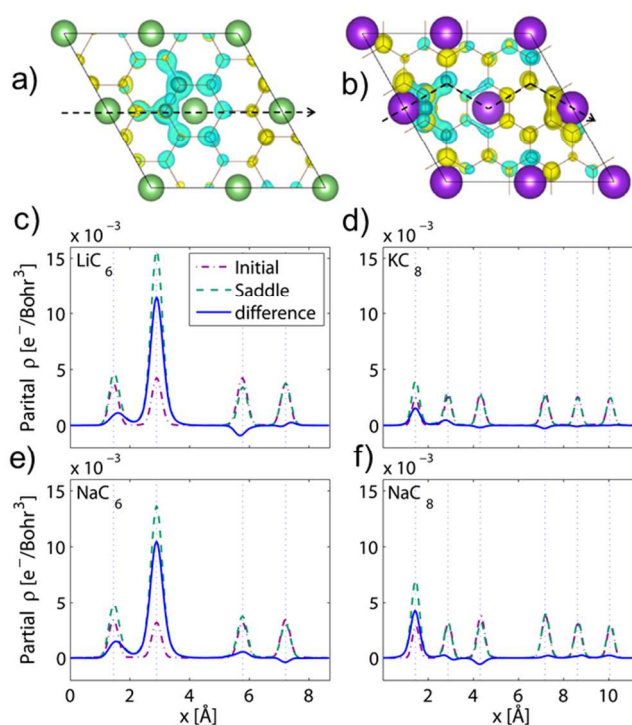 a)
b)
c)
d)
x 10⁻³
x 10⁻³
15
10
5
0
LiC₆
Initial
Saddle
difference
Parital ρ [e⁻/Bohr³]
15
10
5
0
KC₈
e)
f)
x 10⁻³
x 10⁻³
15
10
5
0
NaC₆
Partial ρ [e⁻/Bohr³]
15
10
5
0
NaC₈
0 2 4 6 8
x [Å]
2 4 6 8 10
x [Å]